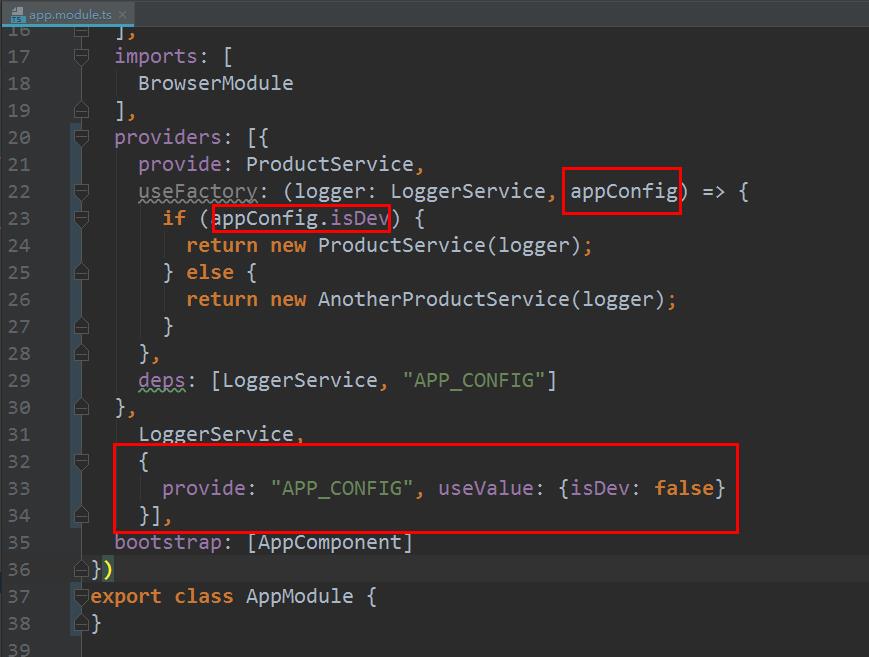 app.module.ts
16 ],
17 imports: [
18 BrowserModule
19 ],
20 providers: [{
21 provide: ProductService,
22 useFactory: (logger: LoggerService, appConfig) => {
23 if (appConfig.isDev) {
24 return new ProductService(logger);
25 } else {
26 return new AnotherProductService(logger);
27 }
28 },
29 deps: [LoggerService, "APP_CONFIG"]
30 },
31 LoggerService,
32 {
33 provide: "APP_CONFIG", useValue: {isDev: false}
34 }],
35 bootstrap: [AppComponent]
36 })
37 export class AppModule {
38 }
39